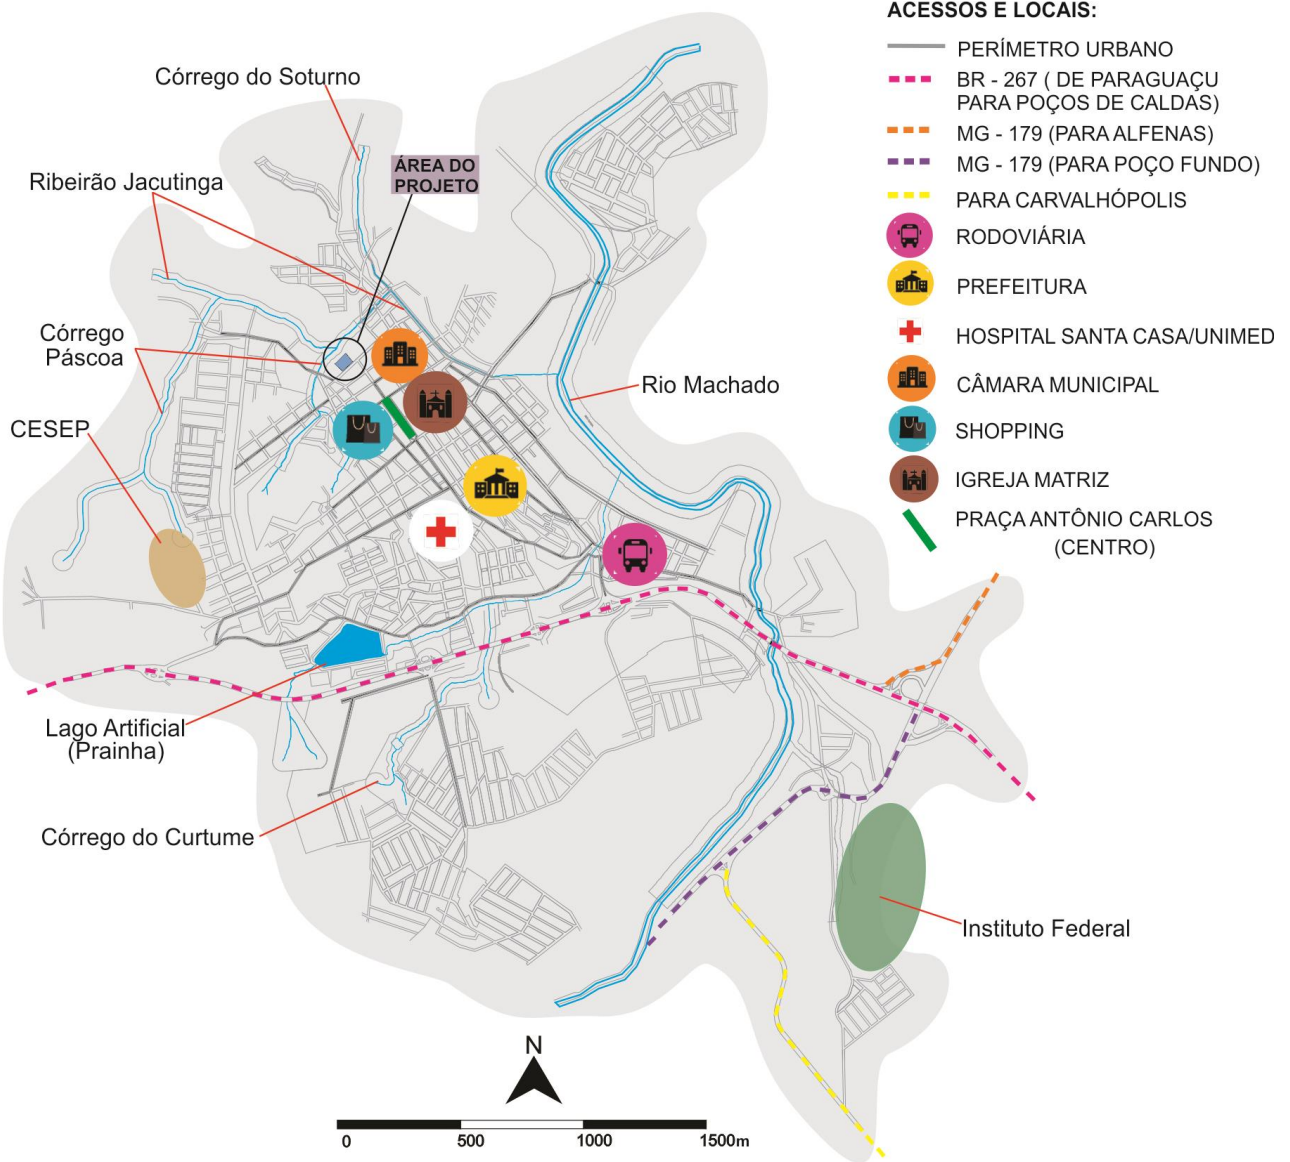 ACESSOS E LOCAIS:
PERÍMETRO URBANO
BR - 267 ( DE PARAGUAÇU
PARA POÇOS DE CALDAS)
MG - 179 (PARA ALFENAS)
MG - 179 (PARA POÇO FUNDO)
PARA CARVALHÓPOLIS
RODOVIÁRIA
PREFEITURA
HOSPITAL SANTA CASA/UNIMED
CÂMARA MUNICIPAL
SHOPPING
IGREJA MATRIZ
PRAÇA ANTÔNIO CARLOS
(CENTRO)
Córrego do Soturno
ÁREA DO
PROJETO
Ribeirão Jacutinga
Córrego
Páscoa
Rio Machado
CESEP
Lago Artificial
(Prainha)
Córrego do Curtume
Instituto Federal
N
0 500 1000 1500m